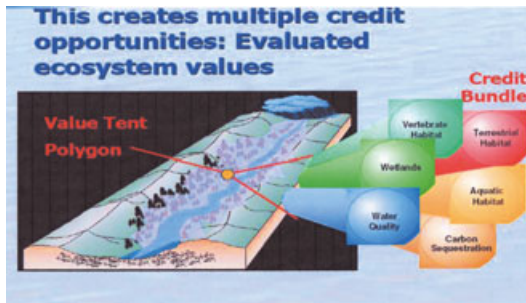 This creates multiple credit
opportunities: Evaluated
ecosystem values
Credit
Bundle
Value Tent
Polygon
Vertebrate
Habitat
Terrestrial
Habitat
Wetlands
Aquatic
Habitat
Water
Quality
Carbon
Sequestration